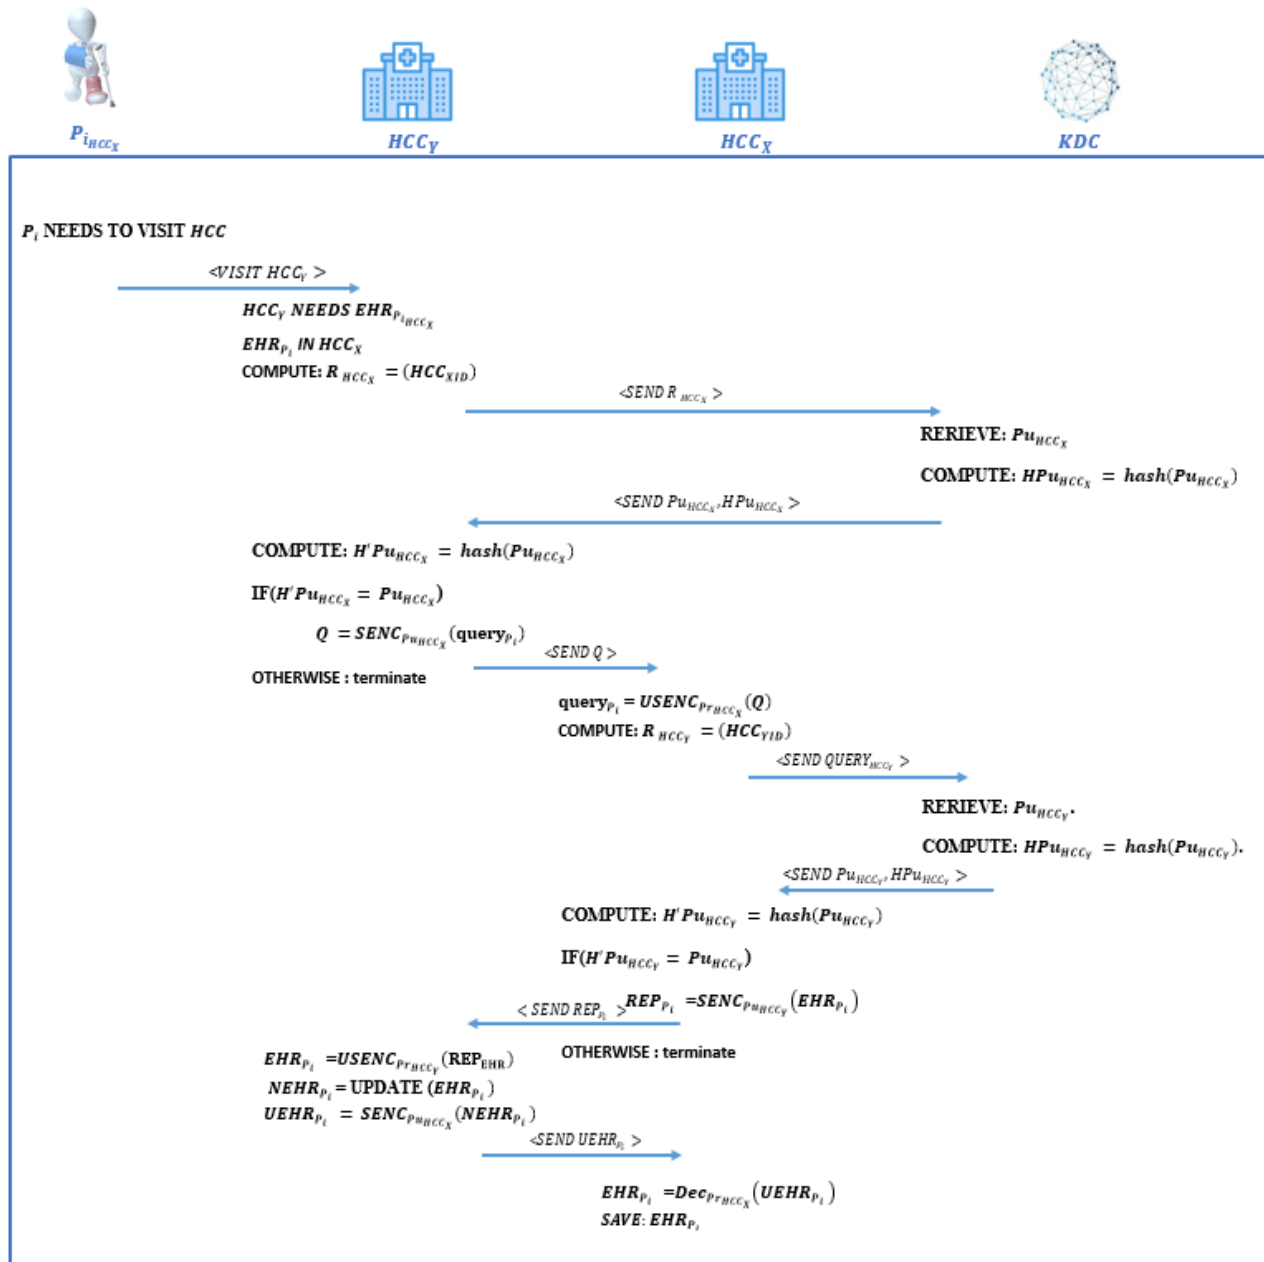 P_{i_{HCC_X}} HCC_Y HCC_X KDC
P_i NEEDS TO VISIT HCC
<VISIT HCC_Y >
HCC_Y NEEDS EHR_{P_{i_{HCC_X}}}
EHR_{P_i} IN HCC_X
COMPUTE: R_{HCC_X} = (HCC_{XID})
<SEND R_{HCC_X} >
RERIEVE: Pu_{HCC_X}
COMPUTE: HPu_{HCC_X} = hash(Pu_{HCC_X})
<SEND Pu_{HCC_X}, HPu_{HCC_X} >
COMPUTE: H'Pu_{HCC_X} = hash(Pu_{HCC_X})
IF(H'Pu_{HCC_X} = Pu_{HCC_X})
Q = SENC_{Pu_{HCC_X}}(query_{P_i})
<SEND Q >
OTHERWISE : terminate
query_{P_i} = USENC_{Pr_{HCC_X}}(Q)
COMPUTE: R_{HCC_Y} = (HCC_{YID})
<SEND QUERY_{HCC_Y} >
RERIEVE: Pu_{HCC_Y}.
COMPUTE: HPu_{HCC_Y} = hash(Pu_{HCC_Y}).
<SEND Pu_{HCC_Y}, HPu_{HCC_Y} >
COMPUTE: H'Pu_{HCC_Y} = hash(Pu_{HCC_Y})
IF(H'Pu_{HCC_Y} = Pu_{HCC_Y})
< SEND REP_{P_i} > REP_{P_i} =SENC_{Pu_{HCC_Y}}(EHR_{P_i})
OTHERWISE : terminate
EHR_{P_i} =USENC_{Pr_{HCC_Y}}(REP_{EHR})
NEHR_{P_i} = UPDATE (EHR_{P_i})
UEHR_{P_i} = SENC_{Pu_{HCC_X}}(NEHR_{P_i})
<SEND UEHR_{P_i} >
EHR_{P_i} =Dec_{Pr_{HCC_X}}(UEHR_{P_i})
SAVE: EHR_{P_i}